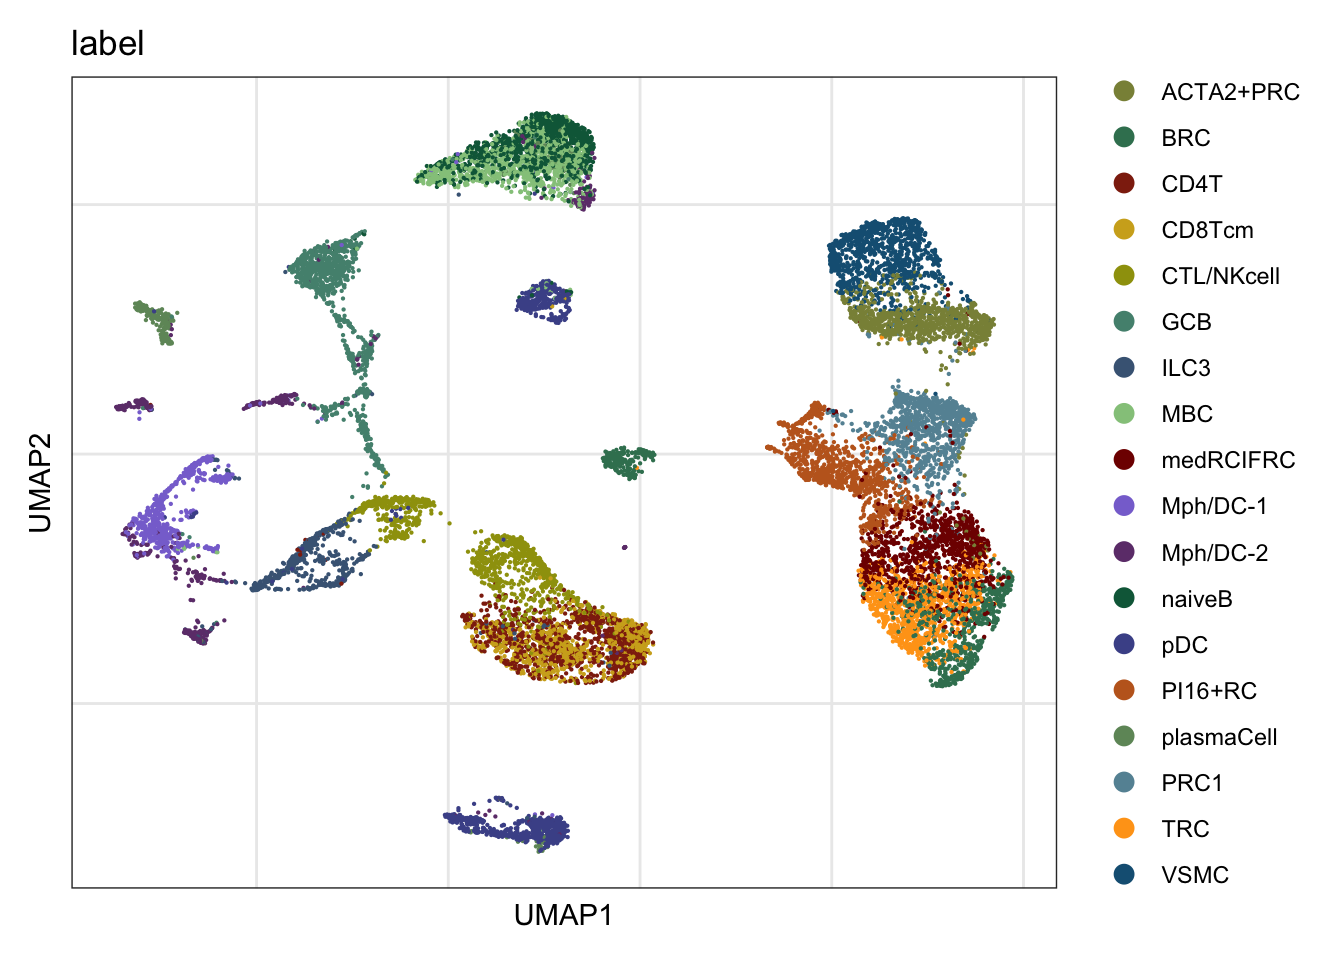 label
ACTA2+PRC
BRC
CD4T
CD8Tcm
CTL/NKcell
GCB
ILC3
MBC
medRCIFRC
Mph/DC-1
Mph/DC-2
naiveB
pDC
PI16+RC
plasmaCell
PRC1
TRC
VSMC
UMAP2
UMAP1